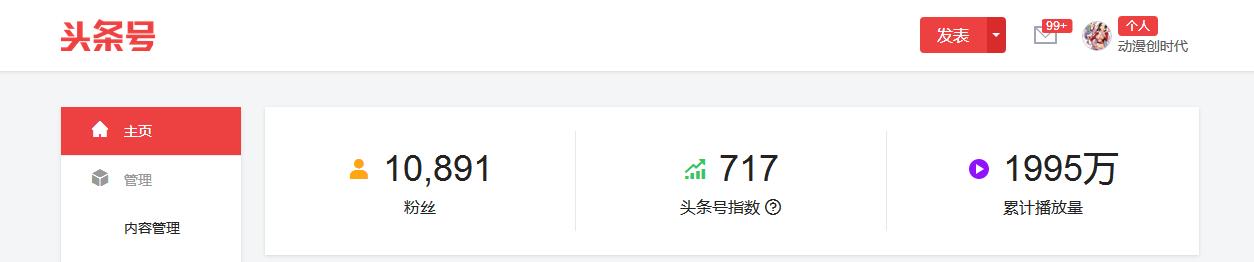 头条号
发表
99+
个人
动漫创时代
主页
管理
内容管理
10,891
粉丝
717
头条号指数 ?
1995万
累计播放量